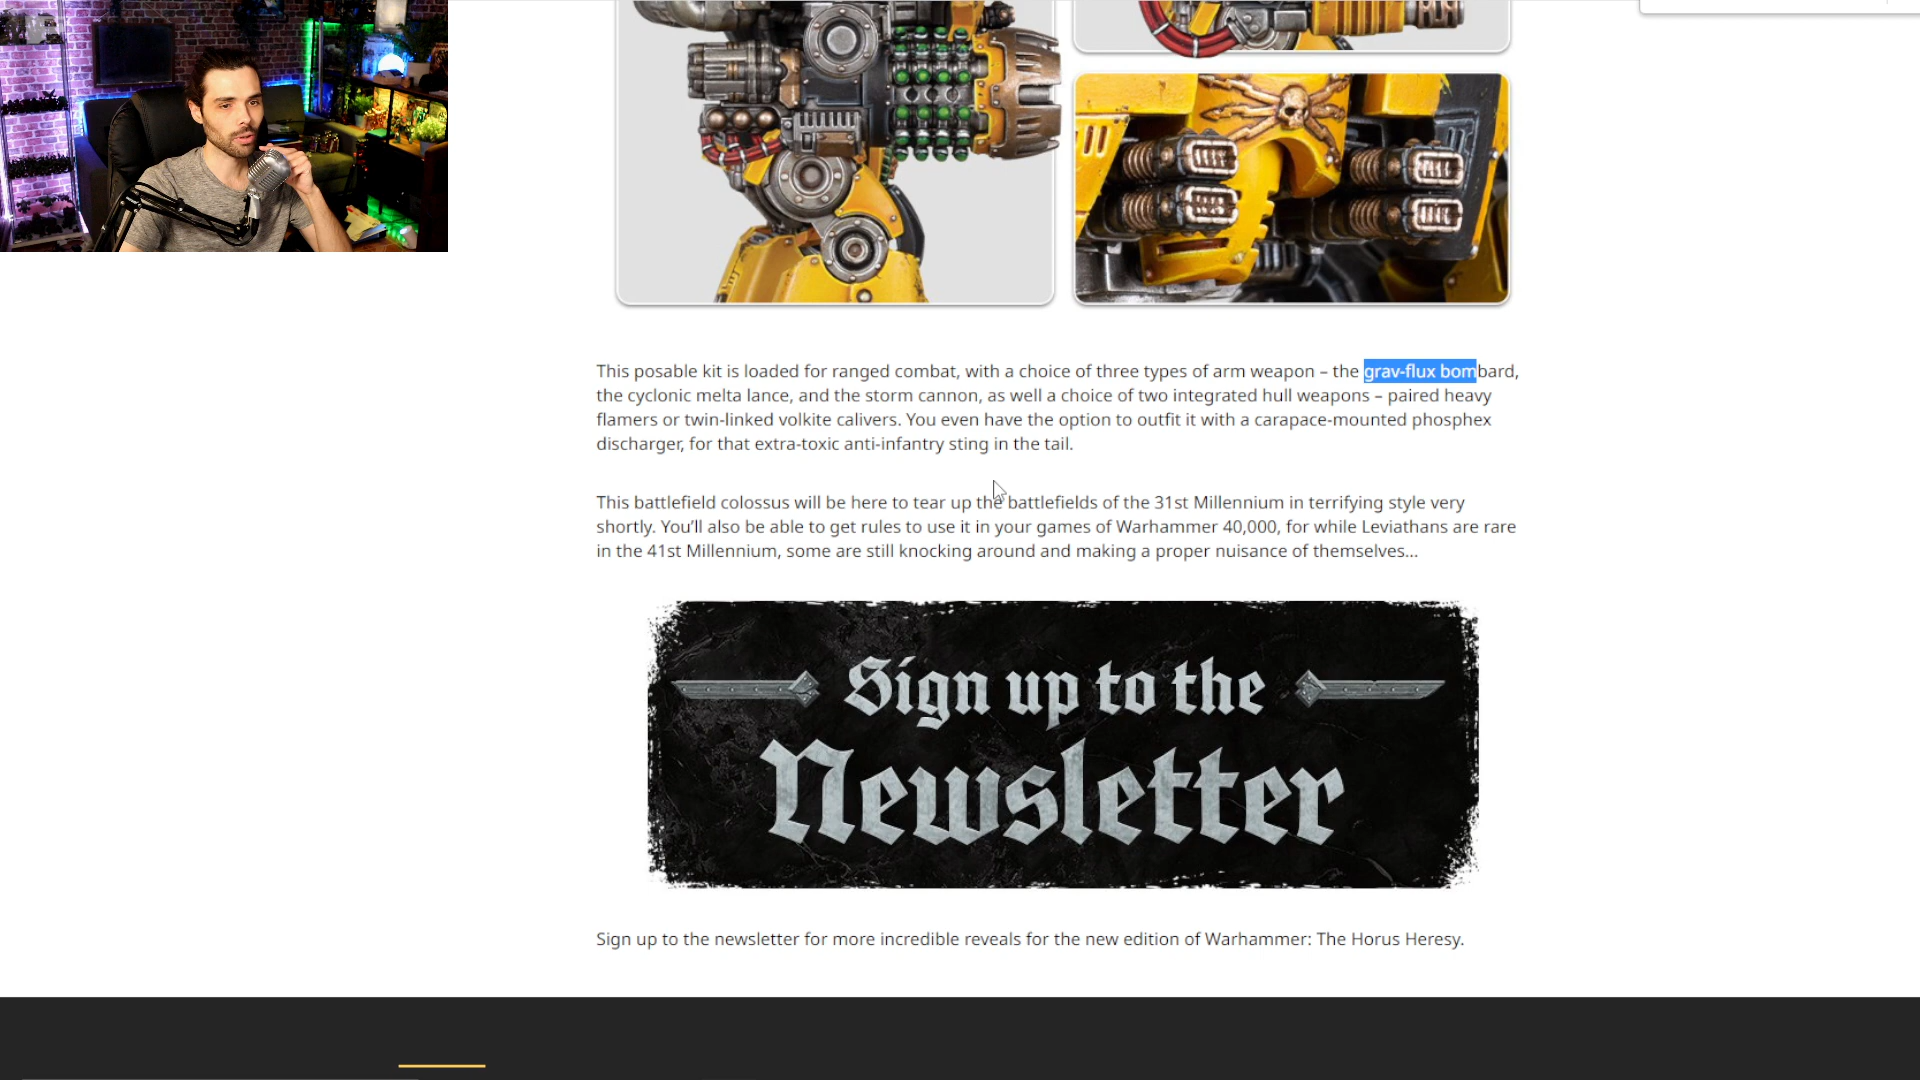 This posable kit is loaded for ranged combat, with a choice of three types of arm weapon – the grav-flux bombard,
the cyclonic melta lance, and the storm cannon, as well a choice of two integrated hull weapons – paired heavy
flamers or twin-linked volkite calivers. You even have the option to outfit it with a carapace-mounted phosphex
discharger, for that extra-toxic anti-infantry sting in the tail.
This battlefield colossus will be here to tear up the battlefields of the 31st Millennium in terrifying style very
shortly. You’ll also be able to get rules to use it in your games of Warhammer 40,000, for while Leviathans are rare
in the 41st Millennium, some are still knocking around and making a proper nuisance of themselves…
Sign up to the
Newsletter
Sign up to the newsletter for more incredible reveals for the new edition of Warhammer: The Horus Heresy.